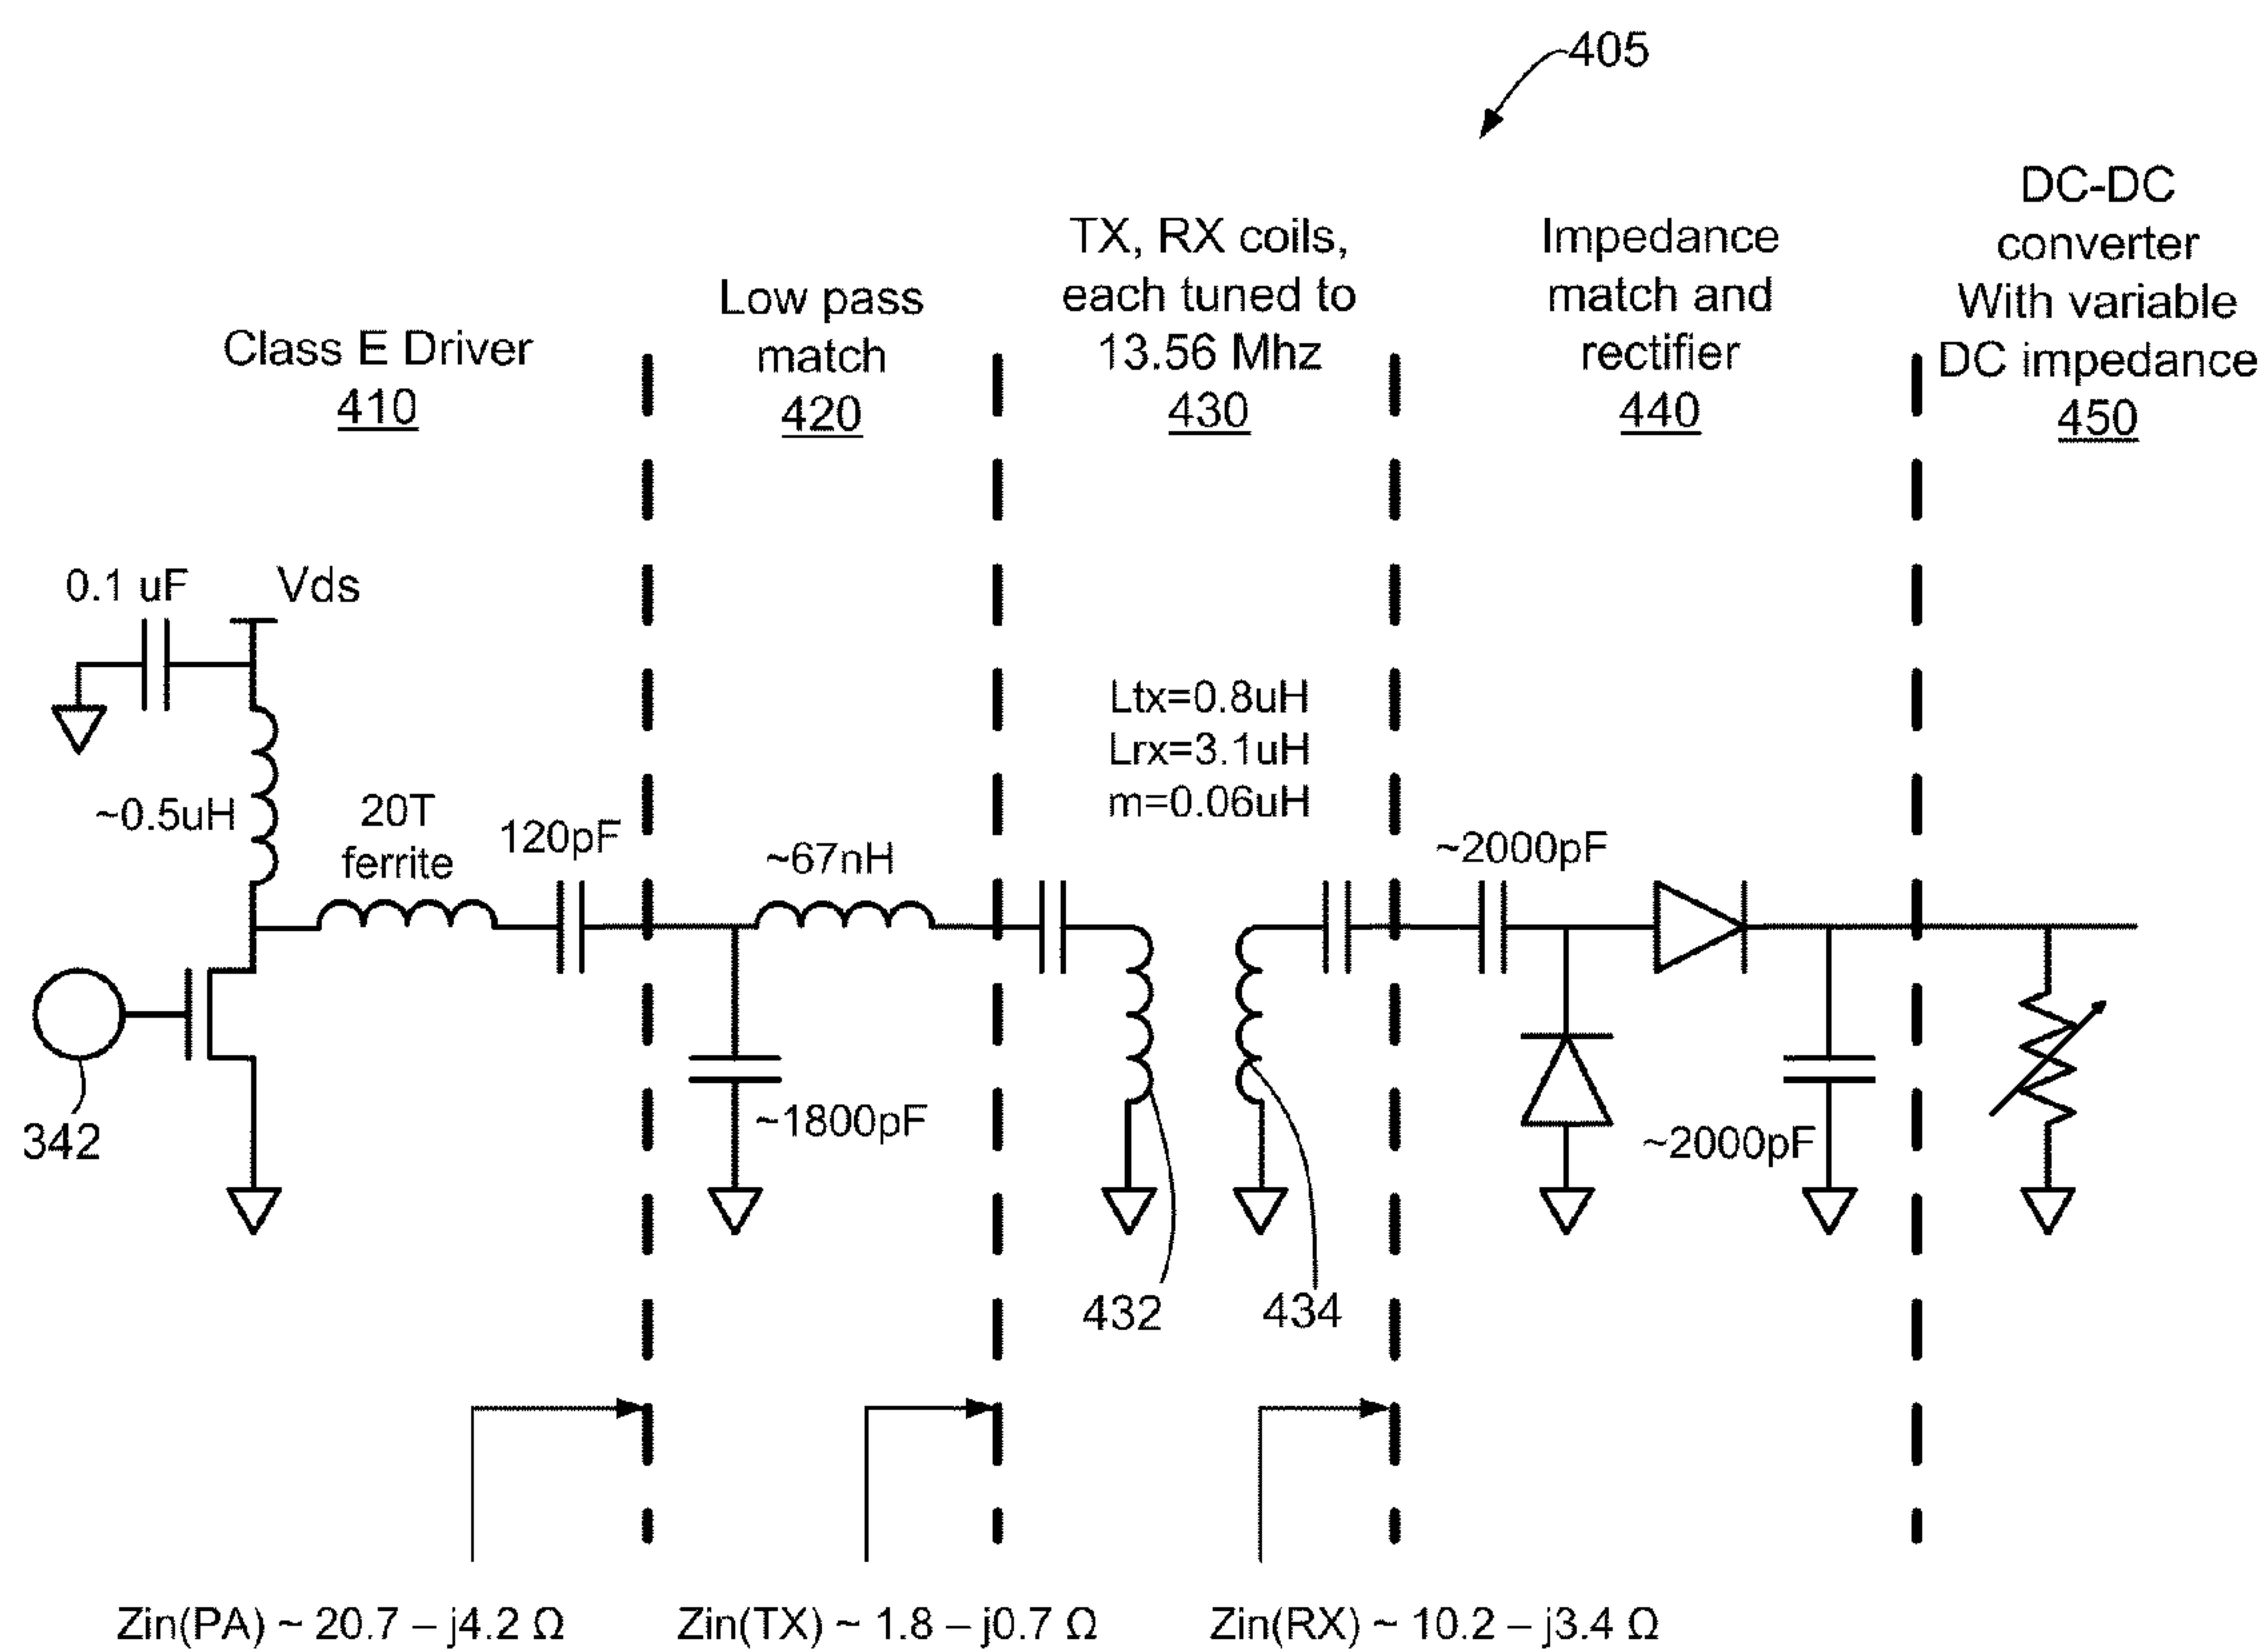 405
Class E Driver
410
Low pass
match
420
TX, RX coils,
each tuned to
13.56 Mhz
430
Impedance
match and
rectifier
440
DC-DC
converter
With variable
DC impedance
450
0.1 uF
Vds
~0.5uH
20T
ferrite
120pF
342
~67nH
~1800pF
Ltx=0.8uH
Lrx=3.1uH
m=0.06uH
432
434
~2000pF
~2000pF
Zin(PA) ~ 20.7 – j4.2 Ω
Zin(TX) ~ 1.8 – j0.7 Ω
Zin(RX) ~ 10.2 – j3.4 Ω